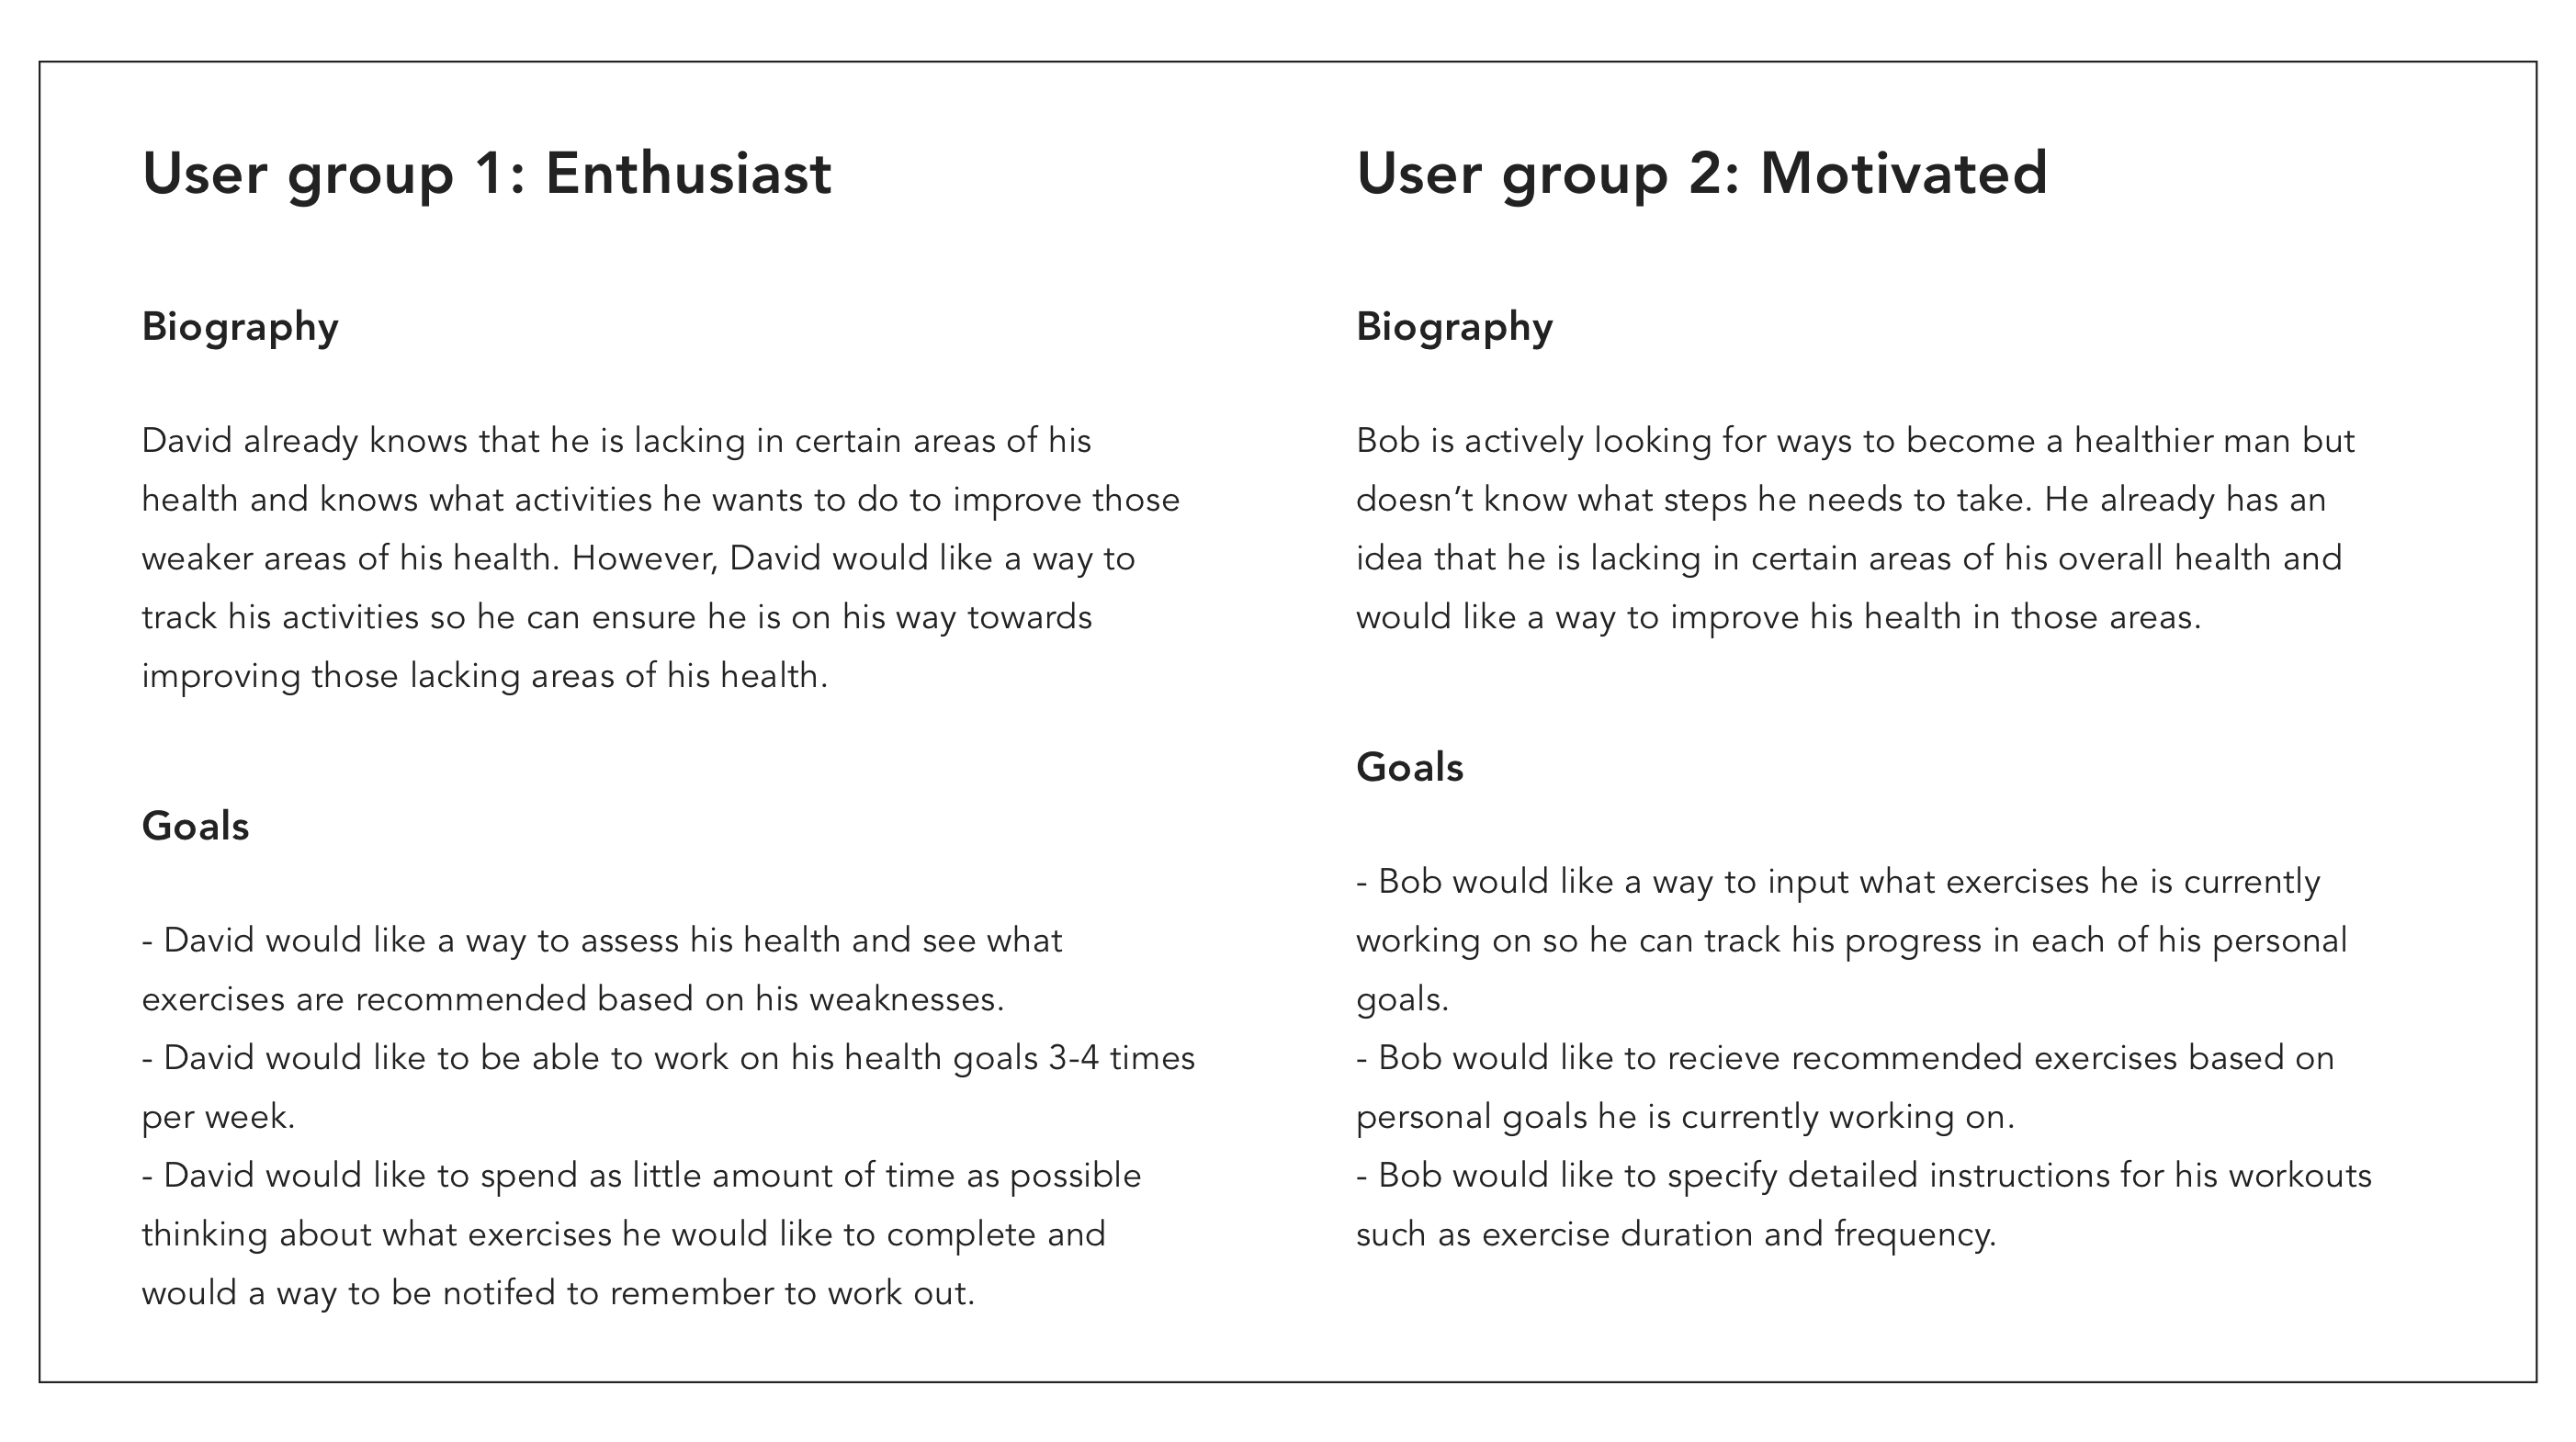 User group 1: Enthusiast
Biography
David already knows that he is lacking in certain areas of his
health and knows what activities he wants to do to improve those
weaker areas of his health. However, David would like a way to
track his activities so he can ensure he is on his way towards
improving those lacking areas of his health.
Goals
- David would like a way to assess his health and see what
exercises are recommended based on his weaknesses.
- David would like to be able to work on his health goals 3-4 times
per week.
- David would like to spend as little amount of time as possible
thinking about what exercises he would like to complete and
would a way to be notifed to remember to work out.
User group 2: Motivated
Biography
Bob is actively looking for ways to become a healthier man but
doesn’t know what steps he needs to take. He already has an
idea that he is lacking in certain areas of his overall health and
would like a way to improve his health in those areas.
Goals
- Bob would like a way to input what exercises he is currently
working on so he can track his progress in each of his personal
goals.
- Bob would like to recieve recommended exercises based on
personal goals he is currently working on.
- Bob would like to specify detailed instructions for his workouts
such as exercise duration and frequency.